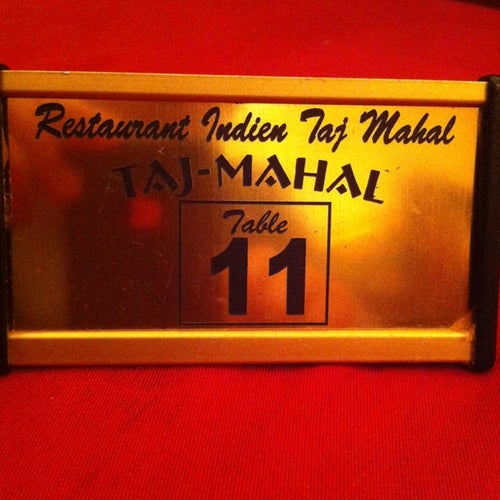 Restaurant Indien Taj Mahal
TAJ-MAHAL
Table
11